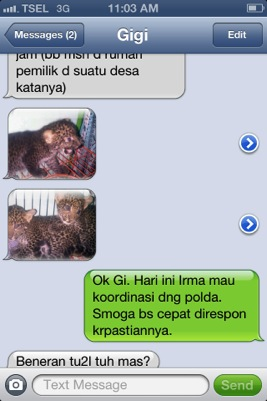 TSEL 3G 11:03 AM
Messages (2) Gigi Edit
jam (bb msh d rumah
pemilik d suatu desa
katanya)
Ok Gi. Hari ini Irma mau
koordinasi dng polda.
Smoga bs cepat direspon
krpastiannya.
Beneran tu2l tuh mas?
Text Message Send